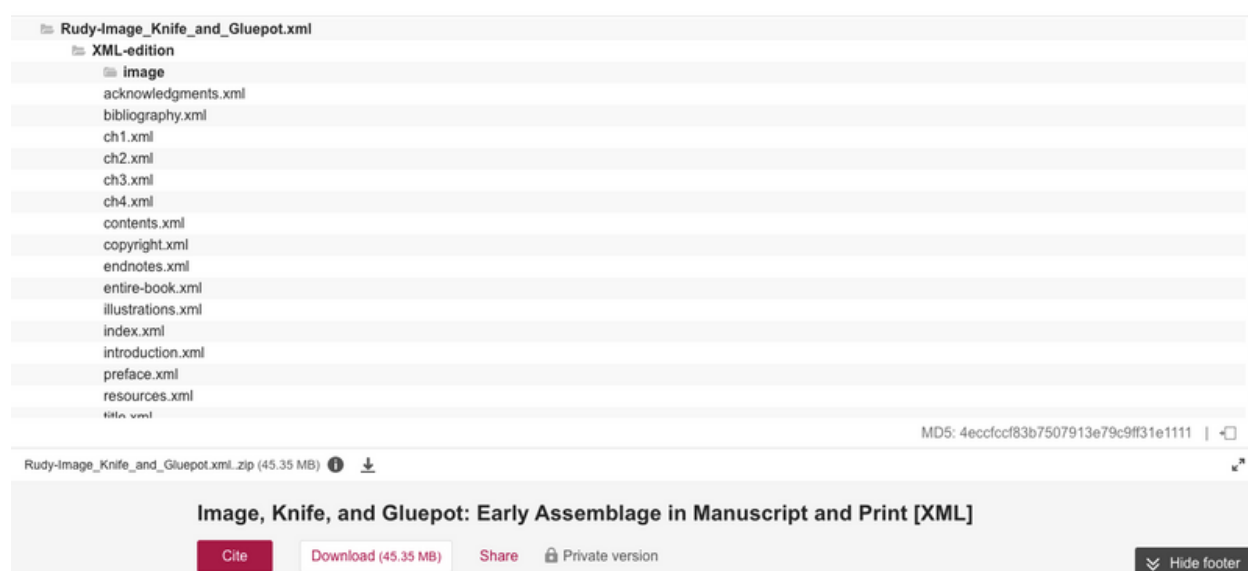 Rudy-Image_Knife_and_Gluepot.xml
XML-edition
image
acknowledgments.xml
bibliography.xml
ch1.xml
ch2.xml
ch3.xml
ch4.xml
contents.xml
copyright.xml
endnotes.xml
entire-book.xml
illustrations.xml
index.xml
introduction.xml
preface.xml
resources.xml
title.xml
MD5: 4eccfccf83b7507913e79c9ff31e1111 |
Rudy-Image_Knife_and_Gluepot.xml..zip (45.35 MB)
Image, Knife, and Gluepot: Early Assemblage in Manuscript and Print [XML]
Cite Download (45.35 MB) Share Private version
Hide footer